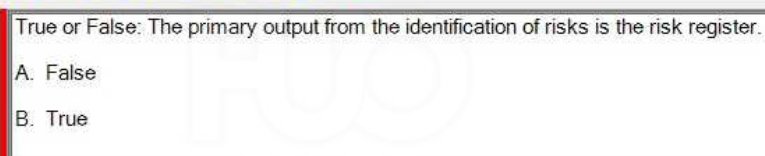 True or False: The primary output from the identification of risks is the risk register.
A. False
B. True